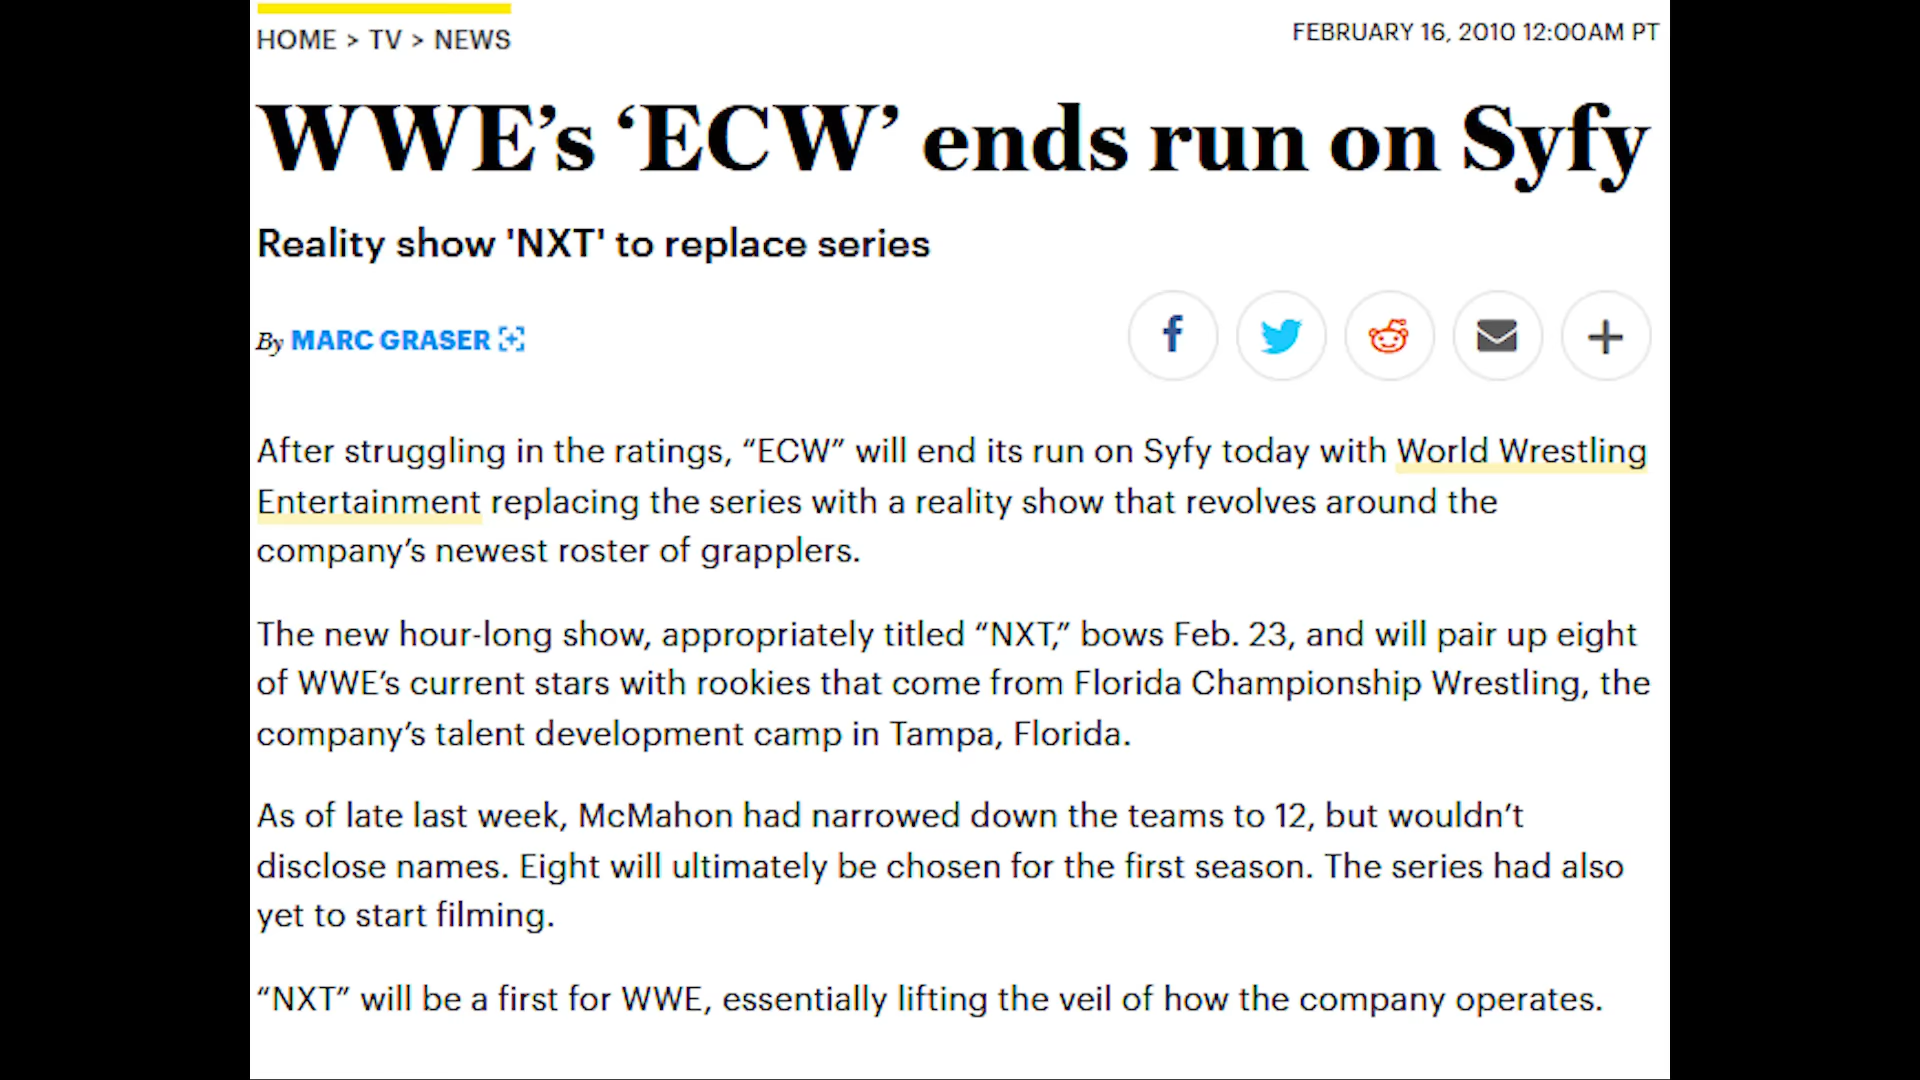 HOME > TV > NEWS
FEBRUARY 16, 2010 12:00AM PT
WWE’s ‘ECW’ ends run on Syfy
Reality show 'NXT' to replace series
By MARC GRASER
After struggling in the ratings, “ECW” will end its run on Syfy today with World Wrestling
Entertainment replacing the series with a reality show that revolves around the
company’s newest roster of grapplers.
The new hour-long show, appropriately titled “NXT,” bows Feb. 23, and will pair up eight
of WWE’s current stars with rookies that come from Florida Championship Wrestling, the
company’s talent development camp in Tampa, Florida.
As of late last week, McMahon had narrowed down the teams to 12, but wouldn’t
disclose names. Eight will ultimately be chosen for the first season. The series had also
yet to start filming.
“NXT” will be a first for WWE, essentially lifting the veil of how the company operates.